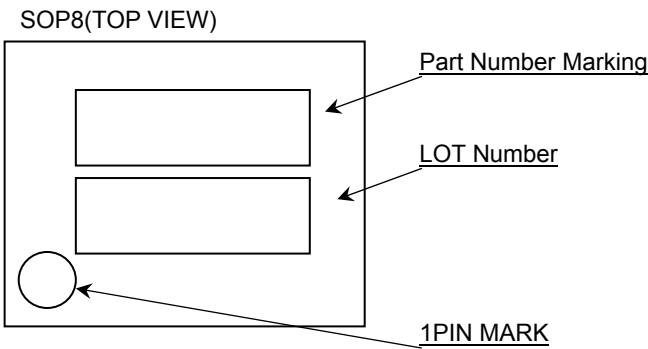 SOP8(TOP VIEW)
Part Number Marking
LOT Number
1PIN MARK